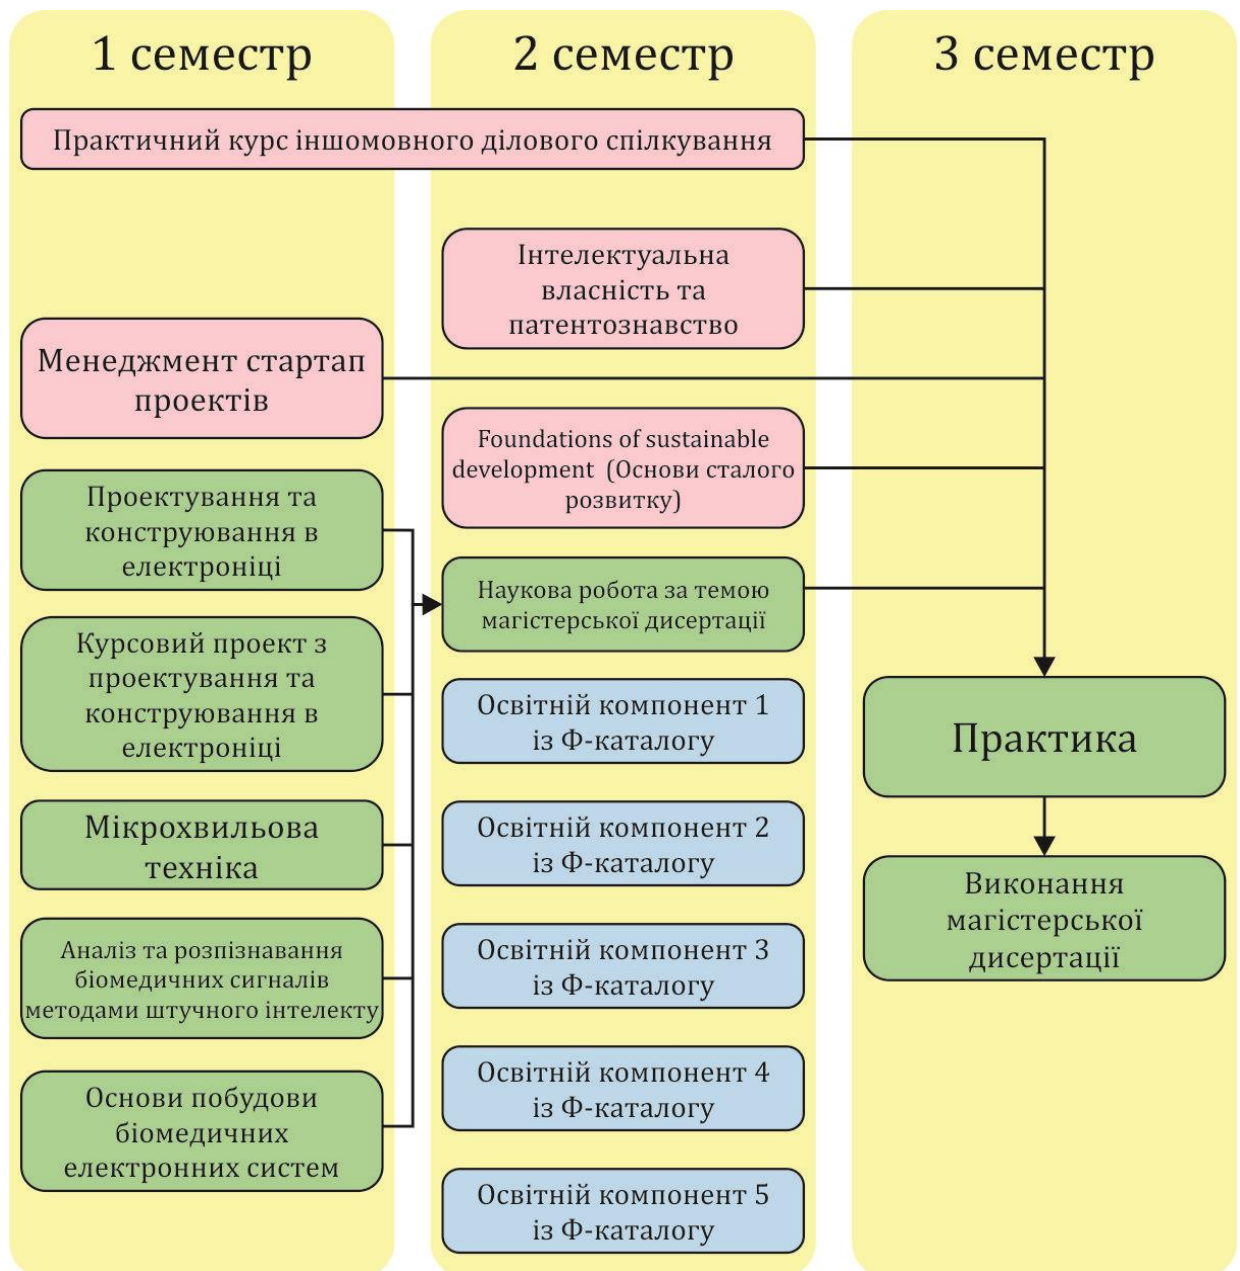 1 семестр
2 семестр
3 семестр
Практичний курс іншомовного ділового спілкування
Інтелектуальна
власність та
патентознавство
Менеджмент стартап
проектів
Foundations of sustainable
development (Основи сталого
розвитку)
Проектування та
конструювання в
електроніці
Наукова робота за темою
магістерської дисертації
Курсовий проект з
проектування та
конструювання в
електроніці
Освітній компонент 1
із Ф-каталогу
Практика
Мікрохвильова
техніка
Освітній компонент 2
із Ф-каталогу
Виконання
магістерської
дисертації
Аналіз та розпізнавання
біомедичних сигналів
методами штучного інтелекту
Освітній компонент 3
із Ф-каталогу
Основи побудови
біомедичних
електронних систем
Освітній компонент 4
із Ф-каталогу
Освітній компонент 5
із Ф-каталогу